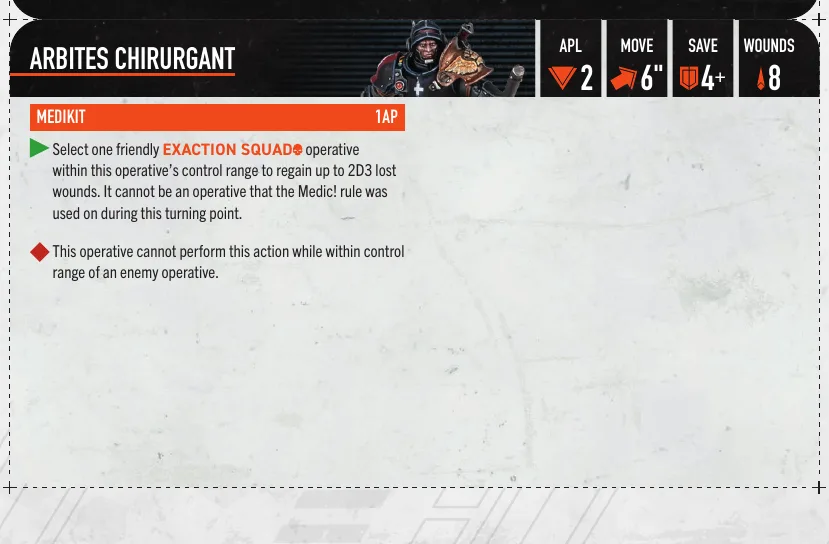 ARBITES CHIRURGANT
APL
2
MOVE
6"
SAVE
4+
WOUNDS
8
MEDIKIT 1AP
Select one friendly EXACTION SQUAD operative
within this operative's control range to regain up to 2D3 lost
wounds. It cannot be an operative that the Medic! rule was
used on during this turning point.
This operative cannot perform this action while within control
range of an enemy operative.